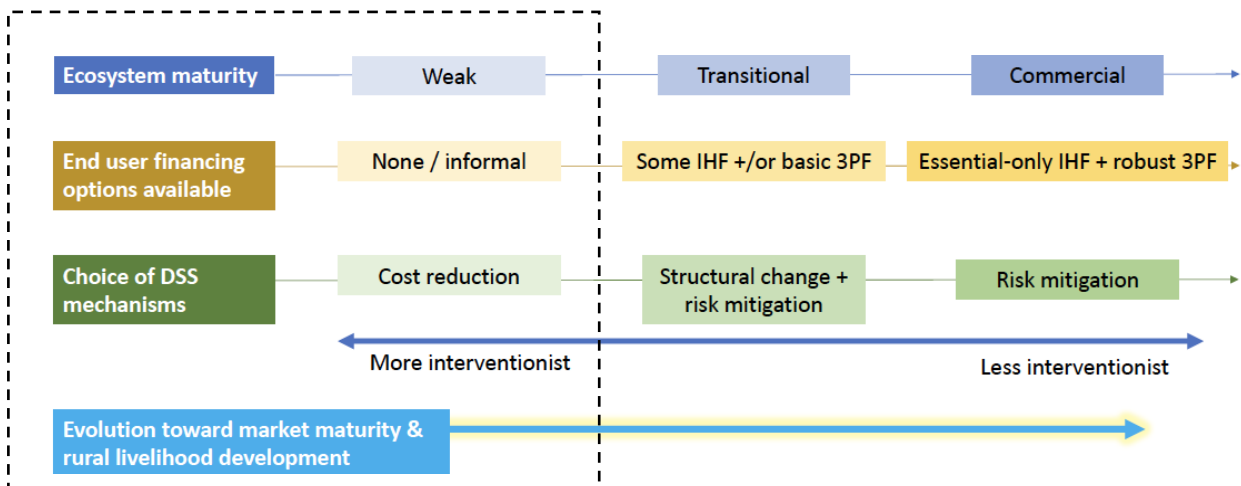 Ecosystem maturity
Weak
Transitional
Commercial
End user financing
options available
None / informal
Some IHF +/or basic 3PF
Essential-only IHF + robust 3PF
Choice of DSS
mechanisms
Cost reduction
Structural change +
risk mitigation
Risk mitigation
More interventionist
Less interventionist
Evolution toward market maturity &
rural livelihood development